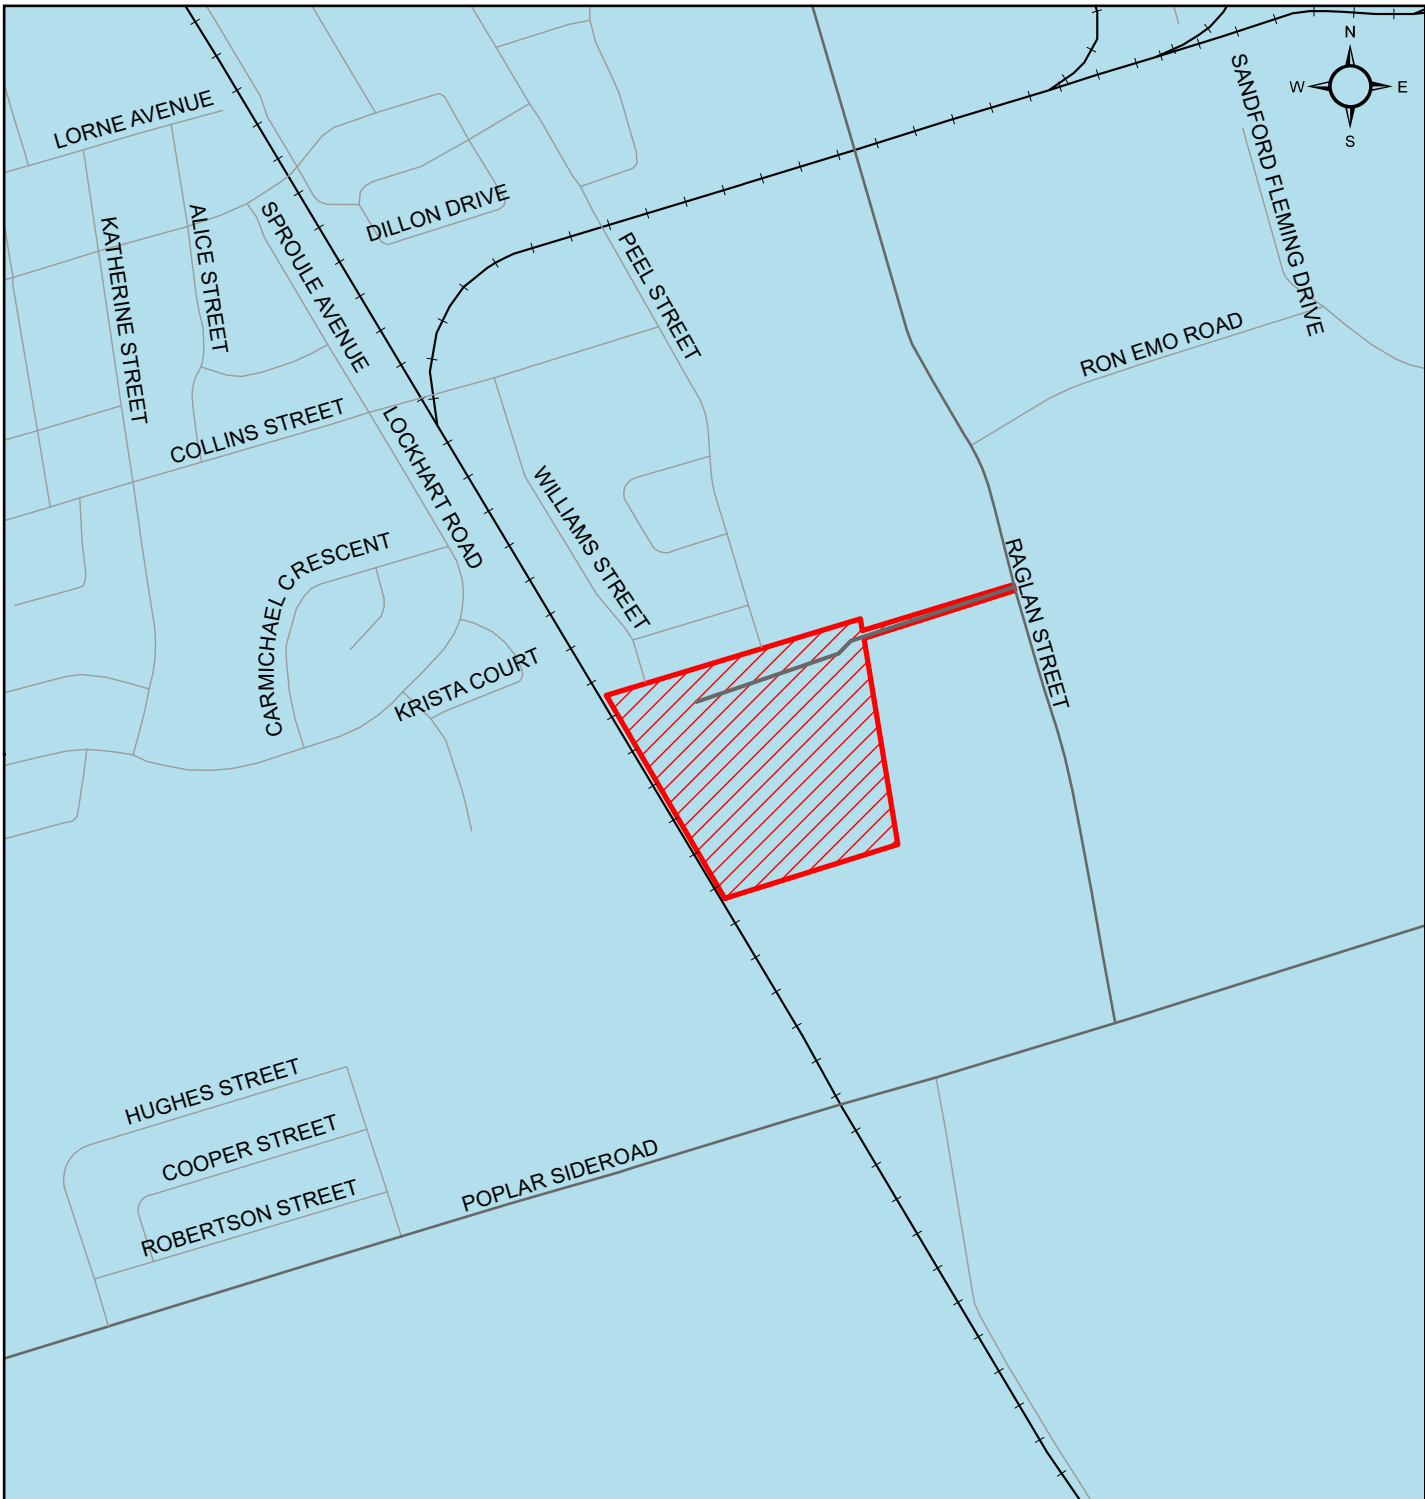 N
SANDFORD FLEMING DRIVE
W
E
LORNE AVENUE
S
DILLON DRIVE
SPROULE AVENUE
ALICE STREET
KATHERINE STREET
PEEL STREET
RON EMO ROAD
COLLINS STREET
LOCKHART ROAD
WILLIAMS STREET
CARMICHAEL CRESCENT
RAGLAN STREET
KRISTA COURT
HUGHES STREET
COOPER STREET
POPLAR SIDEROAD
ROBERTSON STREET